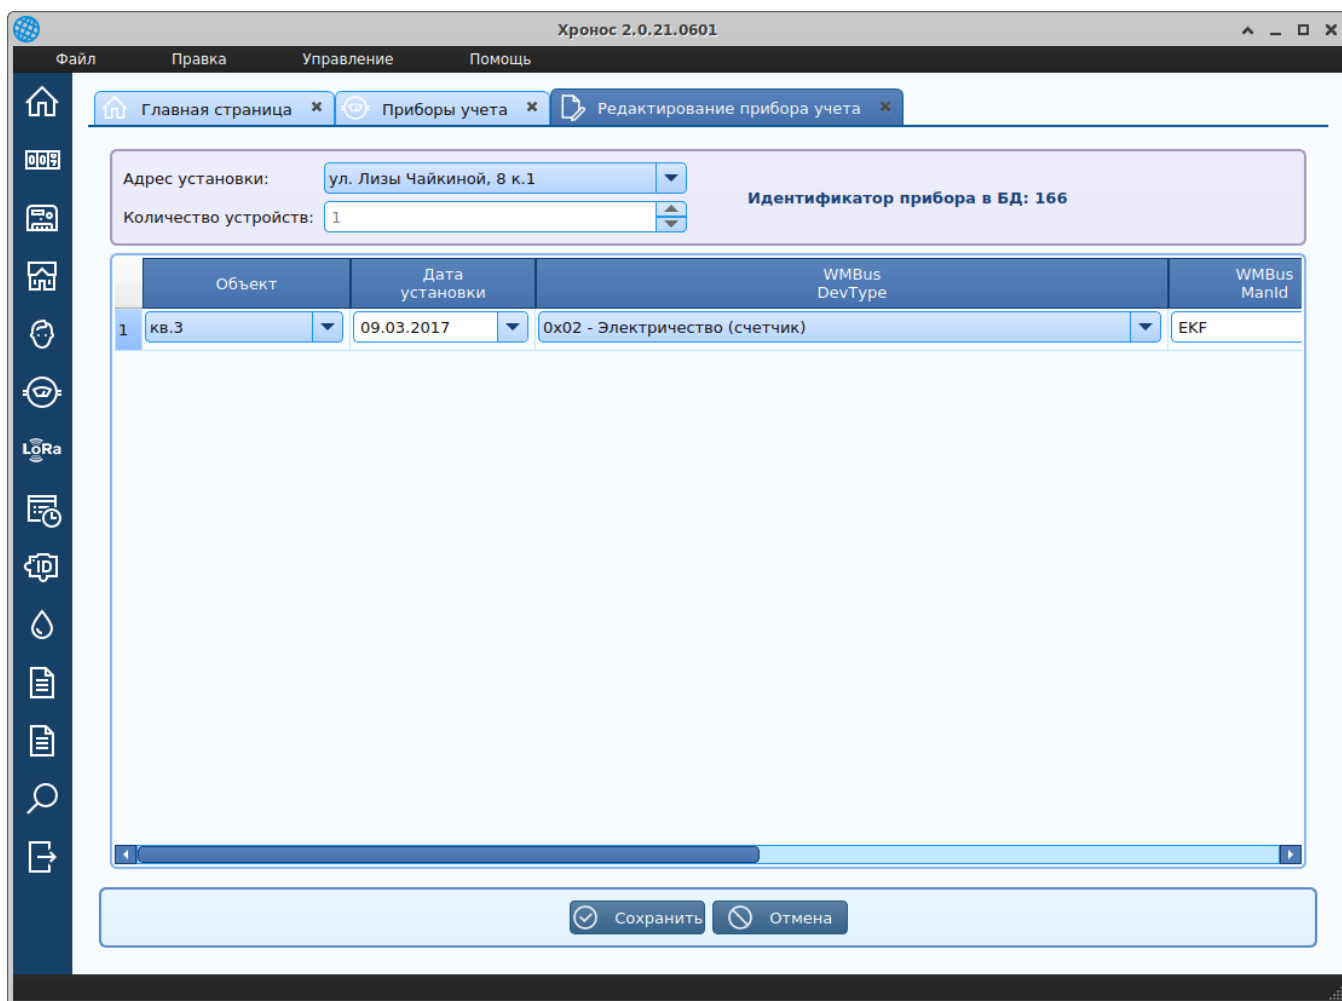 Хронос 2.0.21.0601
Файл Правка Управление Помощь
Главная страница Приборы учета Редактирование прибора учета
Адрес установки: ул. Лизы Чайкиной, 8 к.1
Количество устройств: 1
Идентификатор прибора в БД: 166
Объект
Дата
установки
WMBus
DevType
WMBus
ManId
1 кв.3 09.03.2017 0x02 - Электричество (счетчик) EKF
LoRa
ID
Сохранить Отмена